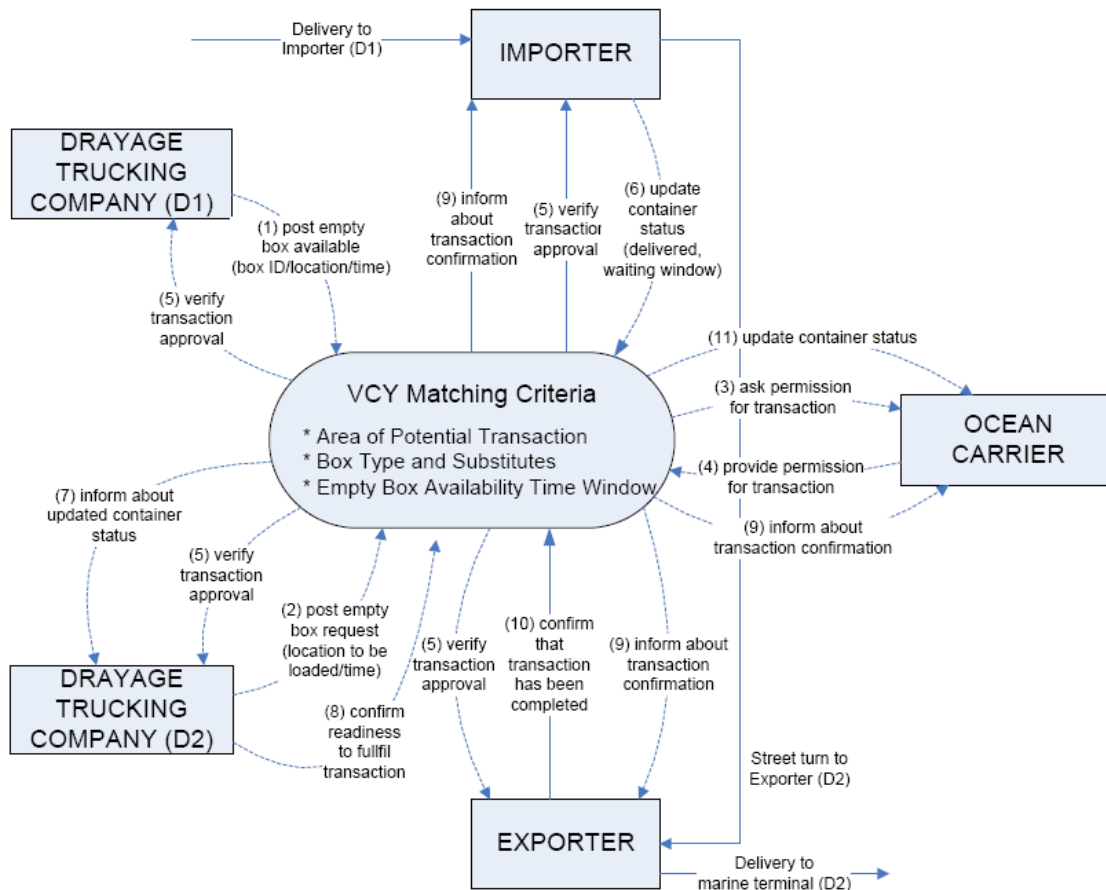 Delivery to
Importer (D1)
IMPORTER
DRAYAGE
TRUCKING
COMPANY (D1)
(1) post empty
box available
(box ID/location/time)
(9) inform
about
transaction
confirmation
(5) verify
transaction
approval
(6) update
container
status
(delivered,
waiting window)
(5) verify
transaction
approval
(11) update container status
VCY Matching Criteria
* Area of Potential Transaction
* Box Type and Substitutes
* Empty Box Availability Time Window
(3) ask permission
for transaction
OCEAN
CARRIER
(4) provide permission
for transaction
(9) inform about
transaction confirmation
(7) inform about
updated container
status
(5) verify
transaction
approval
(2) post empty
box request
(location to be
loaded/time)
(5) verify
transaction
approval
(10) confirm
that
transaction
has been
completed
(9) inform about
transaction
confirmation
DRAYAGE
TRUCKING
COMPANY (D2)
(8) confirm
readiness
to fullfil
transaction
Street turn to
Exporter (D2)
EXPORTER
Delivery to
marine terminal (D2)